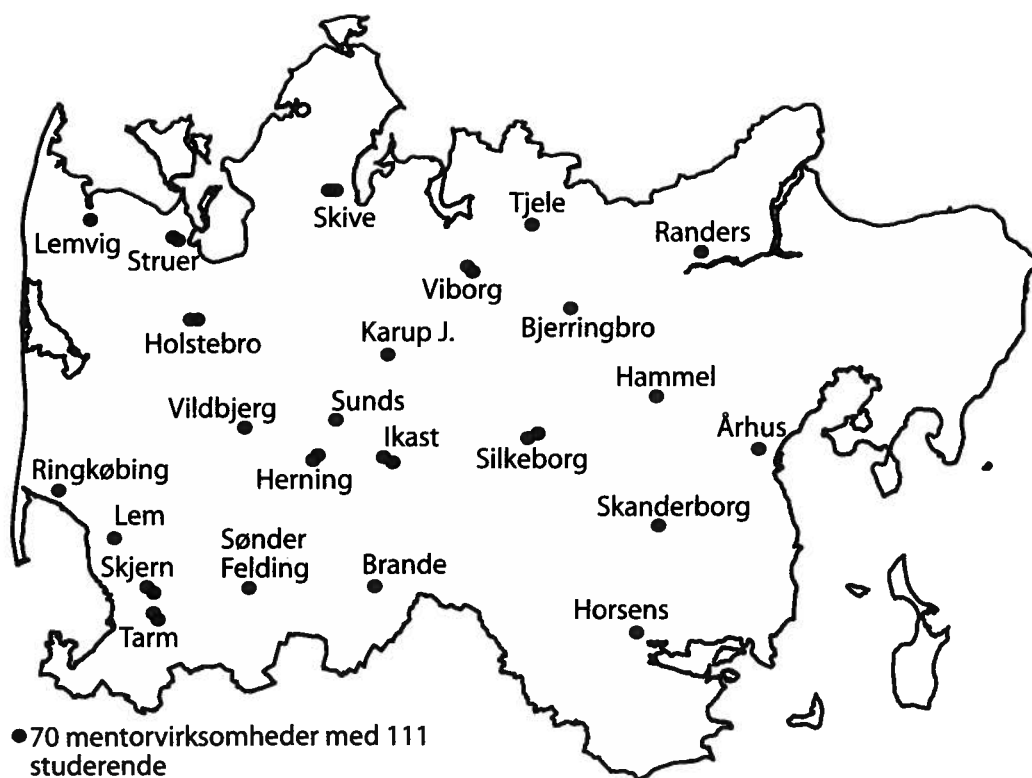 Skive
Tjele
Lemvig
Struer
Randers
Viborg
Bjerringbro
Holstebro
Karup J.
Hammel
Vildbjerg
Sunds
Ikast
Århus
Silkeborg
Herning
Ringkøbing
Lem
Skanderborg
Sønder
Felding
Skjern
Brande
Horsens
Tarm
70 mentorvirksomheder med 111
studerende